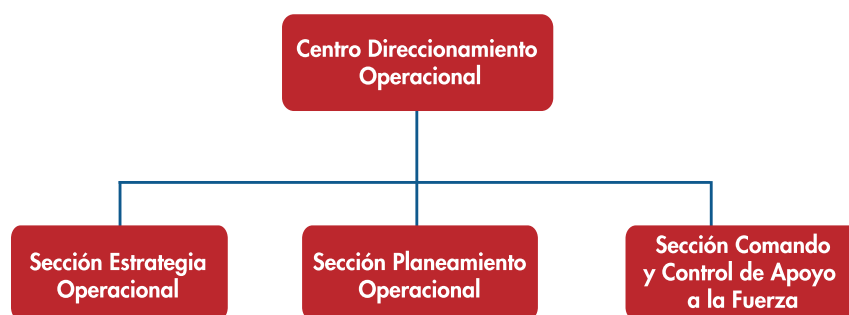 Centro Direccionamiento
Operacional
Sección Estrategia
Operacional
Sección Planeamiento
Operacional
Sección Comando
y Control de Apoyo
a la Fuerza